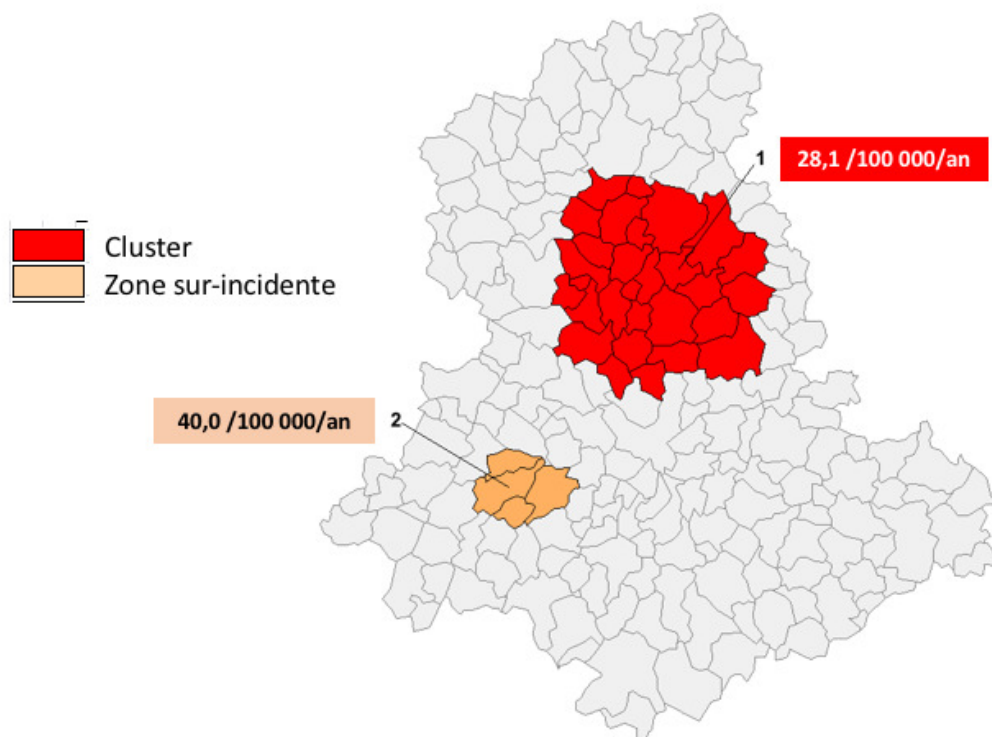 1
28,1 /100 000/an
Cluster
Zone sur-incidente
40,0 /100 000/an
2